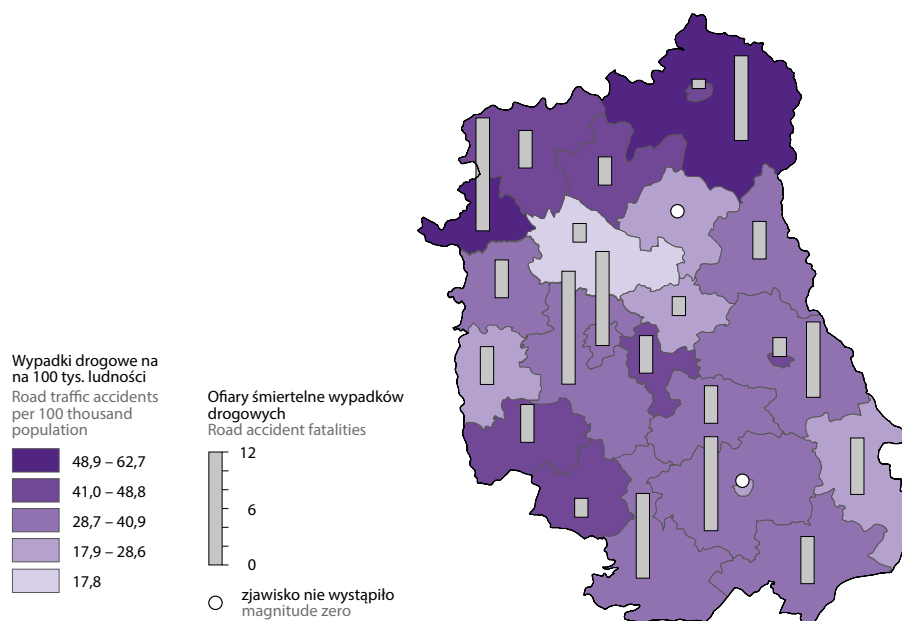 Wypadki drogowe na
na 100 tys. ludności
Road traffic accidents
per 100 thousand
population
48,9 – 62,7
41,0 – 48,8
28,7 – 40,9
17,9 – 28,6
17,8
Ofiary śmiertelne wypadków
drogowych
Road accident fatalities
12
6
0
zjawisko nie wystąpiło
magnitude zero